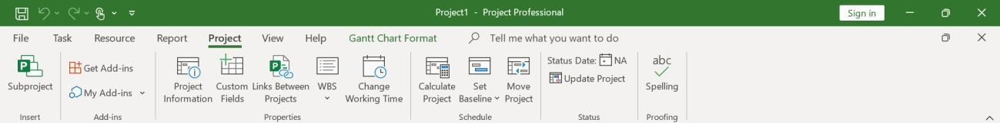 Project1 - Project Professional
Sign in
File Task Resource Report Project View Help Gantt Chart Format Tell me what you want to do
Subproject
Get Add-ins
My Add-ins
Project Information
Custom Fields
Links Between Projects
WBS
Change Working Time
Calculate Project
Set Baseline
Move Project
Status Date: NA
Update Project
abc
Spelling
Insert Add-ins Properties Schedule Status Proofing